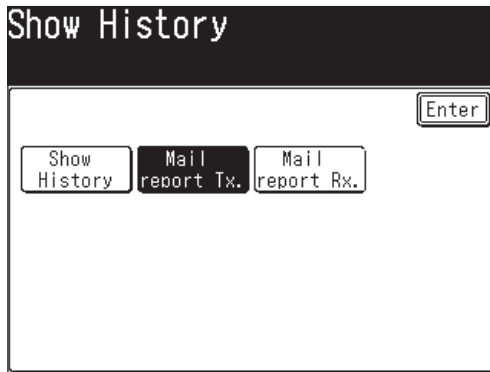 Show History
Enter
Show
History
Mail
report Tx.
Mail
report Rx.